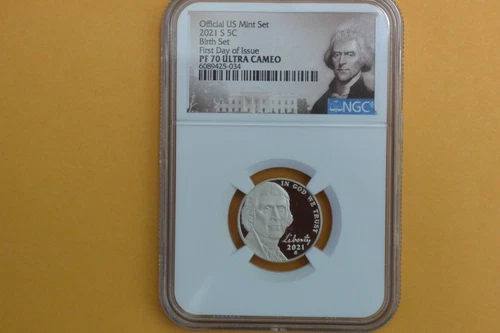 Official US Mint Set
2021 S 5C
Birth Set
First Day of Issue
PF 70 ULTRA CAMEO
6089425-034
NGC
IN GOD WE TRUST
Liberty
2021
S